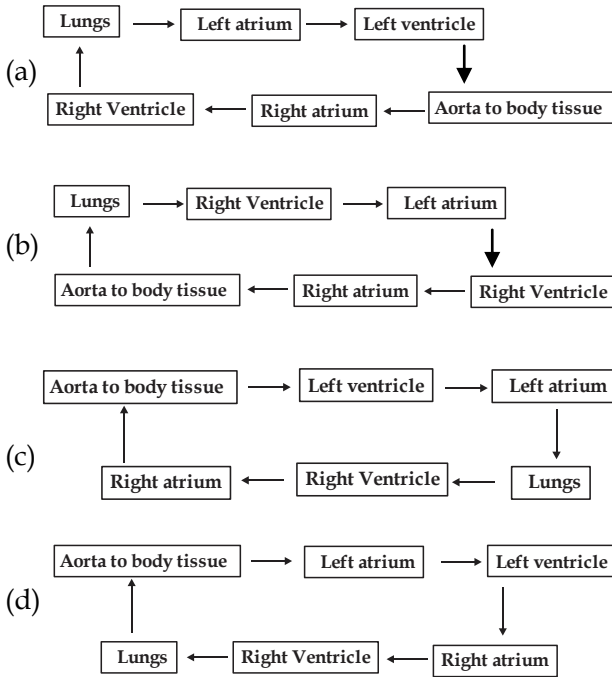 Lungs Left atrium Left ventricle
(a)
Right Ventricle Right atrium Aorta to body tissue
Lungs Right Ventricle Left atrium
(b)
Aorta to body tissue Right atrium Right Ventricle
Aorta to body tissue Left ventricle Left atrium
(c)
Right atrium Right Ventricle Lungs
Aorta to body tissue Left atrium Left ventricle
(d)
Lungs Right Ventricle Right atrium